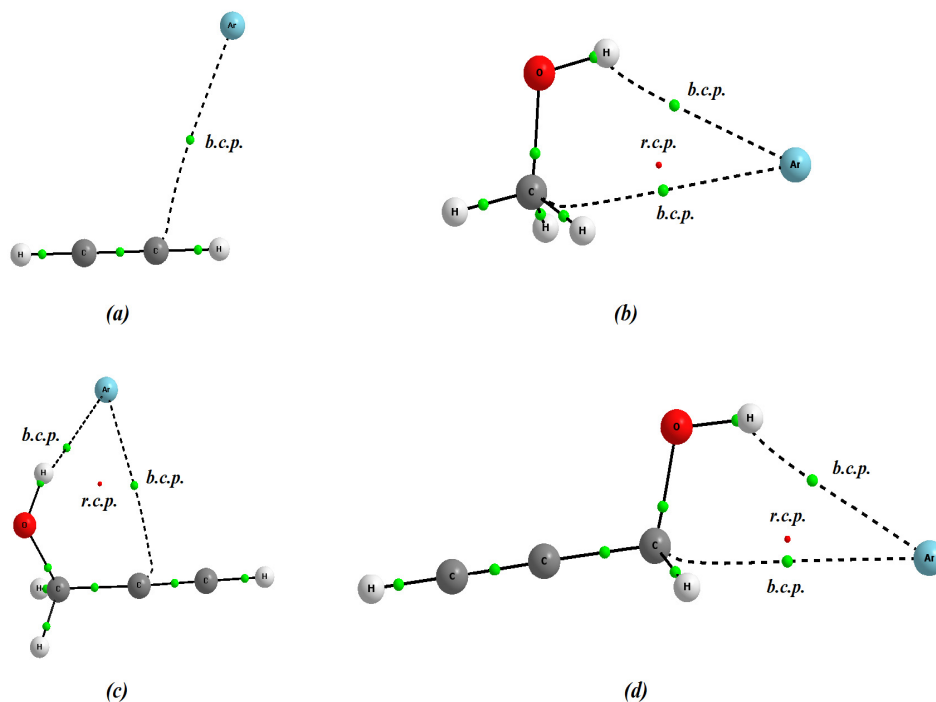 Ar
b.c.p.
H C C H
(a)
O H
b.c.p.
r.c.p.
Ar
C
b.c.p.
H H H
(b)
Ar
b.c.p.
H
b.c.p.
r.c.p.
O
H C C C H
H
(c)
O H
b.c.p.
r.c.p.
C Ar
C
C
H H
b.c.p.
(d)